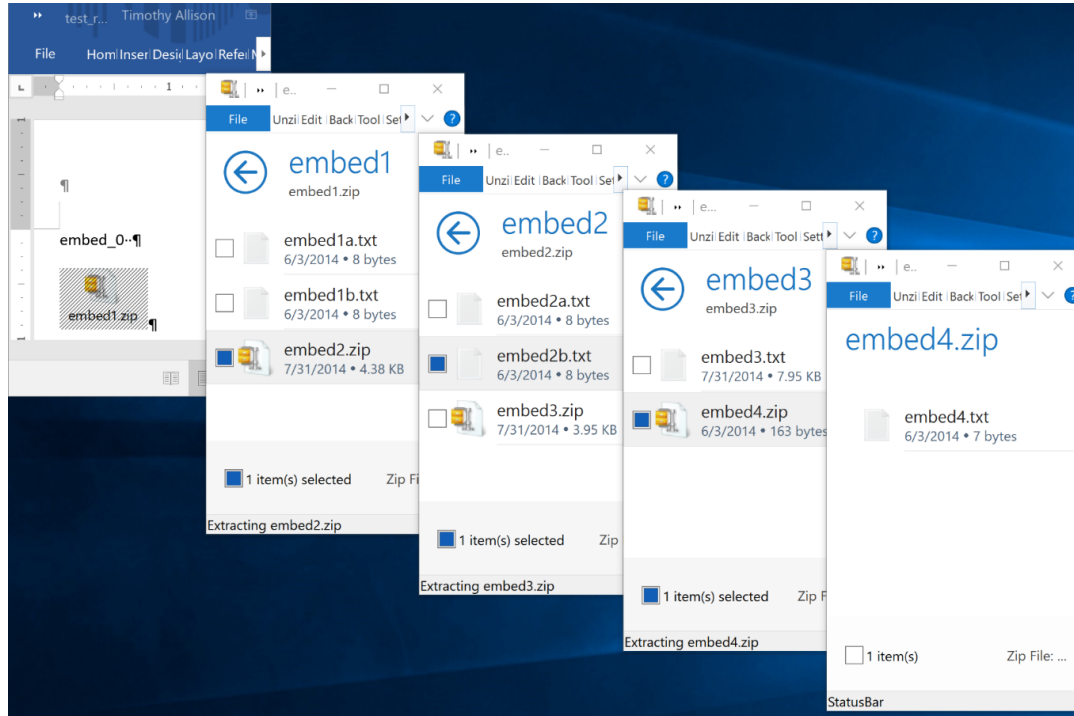 test_r... Timothy Allison
File Hom Inser Desig Layo Refer
1
1
¶
embed_0··¶
embed1.zip ¶
e..
File Unzi Edit Back Tool Set ?
embed1
embed1.zip
embed1a.txt
6/3/2014 • 8 bytes
embed1b.txt
6/3/2014 • 8 bytes
embed2.zip
7/31/2014 • 4.38 KB
1 item(s) selected Zip Fi
Extracting embed2.zip
e..
File Unzi Edit Back Tool Set ?
embed2
embed2.zip
embed2a.txt
6/3/2014 • 8 bytes
embed2b.txt
6/3/2014 • 8 bytes
embed3.zip
7/31/2014 • 3.95 KB
1 item(s) selected Zip
Extracting embed3.zip
e...
File Unzi Edit Back Tool Sett ?
embed3
embed3.zip
embed3.txt
7/31/2014 • 7.95 KB
embed4.zip
6/3/2014 • 163 bytes
1 item(s) selected Zip F
Extracting embed4.zip
e..
File Unzi Edit Back Tool Set ?
embed4.zip
embed4.txt
6/3/2014 • 7 bytes
1 item(s) Zip File: ...
StatusBar